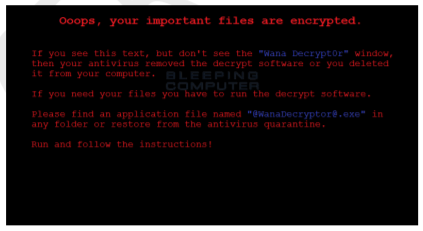 Ooops, your important files are encrypted.
If you see this text, but don't see the "Wana Decrypt0r" window,
then your antivirus removed the decrypt software or you deleted
it from your computer.
BLEEPING
COMPUTER
If you need your files you have to run the decrypt software.
Please find an application file named "@WanaDecryptor@.exe" in
any folder or restore from the antivirus quarantine.
Run and follow the instructions!